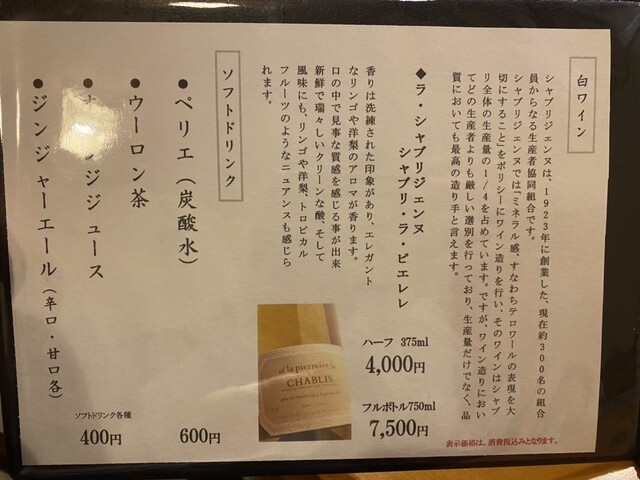 白ワイン
シャブリジェンヌは、1923年に創業した、現在約300名の組合
員からなる生産者協同組合です。
シャブリジェンヌでは「ミネラル感、すなわちテロワールの表現を大
切にすること」をポリシーにワイン造りを行い、そのワインはシャブ
リ全体の生産量の1/4を占めています。ですが、ワイン造りにおい
てどの生産者よりも厳しい選別を行っており、生産量だけでなく、品
質においても最高の造り手と言えます。
◆ラ・シャブリジェンヌ
シャブリ・ラ・ピエレレ
香りは洗練された印象があり、エレガント
なリンゴや洋梨のアロマが香ります。
口の中で見事な質感を感じる事が出来
新鮮で瑞々しいクリーンな酸、そして
風味にも、リンゴや洋梨、トロピカル
フルーツのようなニュアンスも感じら
れます。
ハーフ 375ml
4,000円
フルボトル750ml
7,500円
表示価格は、消費税込みとなります。
la pierrelée
CHABLIS
ソフトドリンク
●ペリエ(炭酸水)
600円
●ウーロン茶
ジジュース
●ジンジャーエール(辛口・甘口各)
ソフトドリンク各種
400円